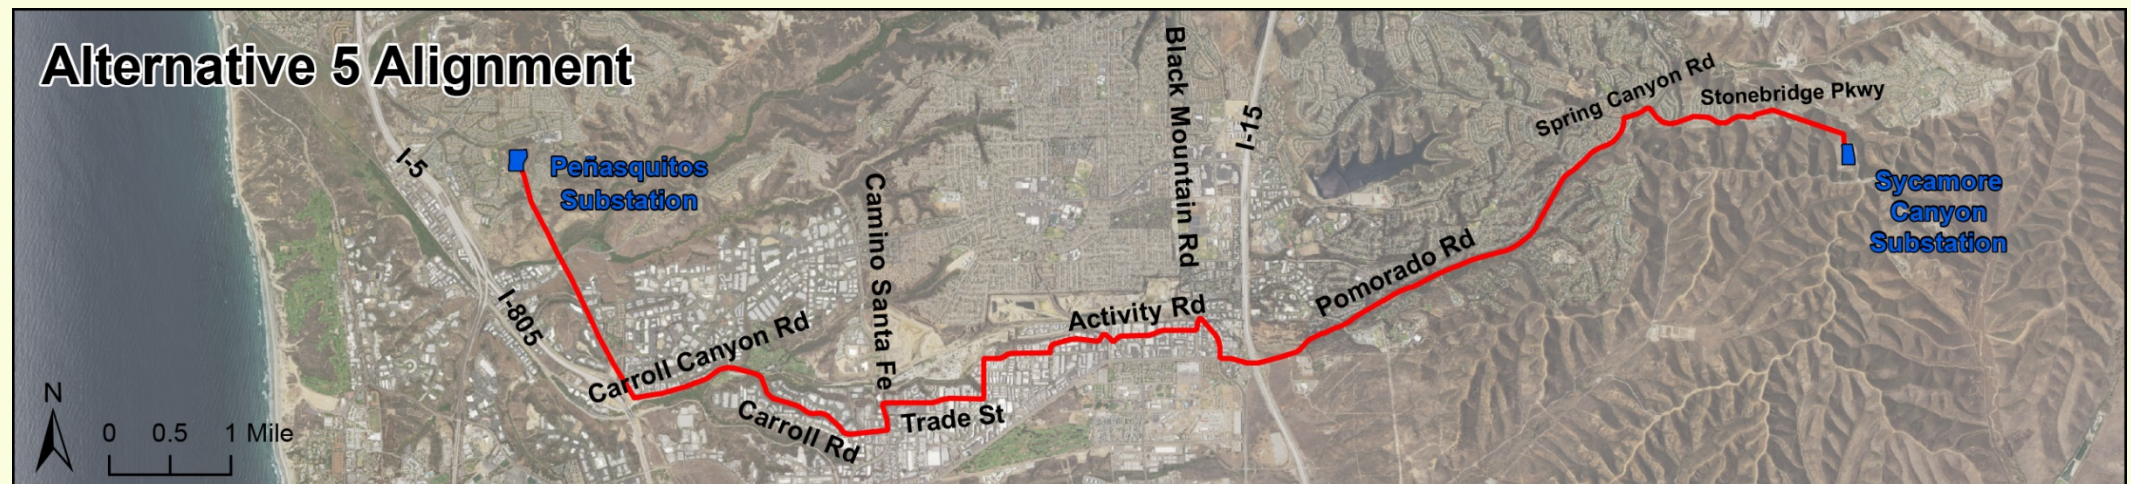 Alternative 5 Alignment
I-5
Peñasquitos
Substation
I-805
Carroll Canyon Rd
Carroll Rd
Camino Santa Fe
Trade St
Activity Rd
Black Mountain Rd
I-15
Pomorado Rd
Spring Canyon Rd
Stonebridge Pkwy
Sycamore
Canyon
Substation
N
0 0.5 1 Mile